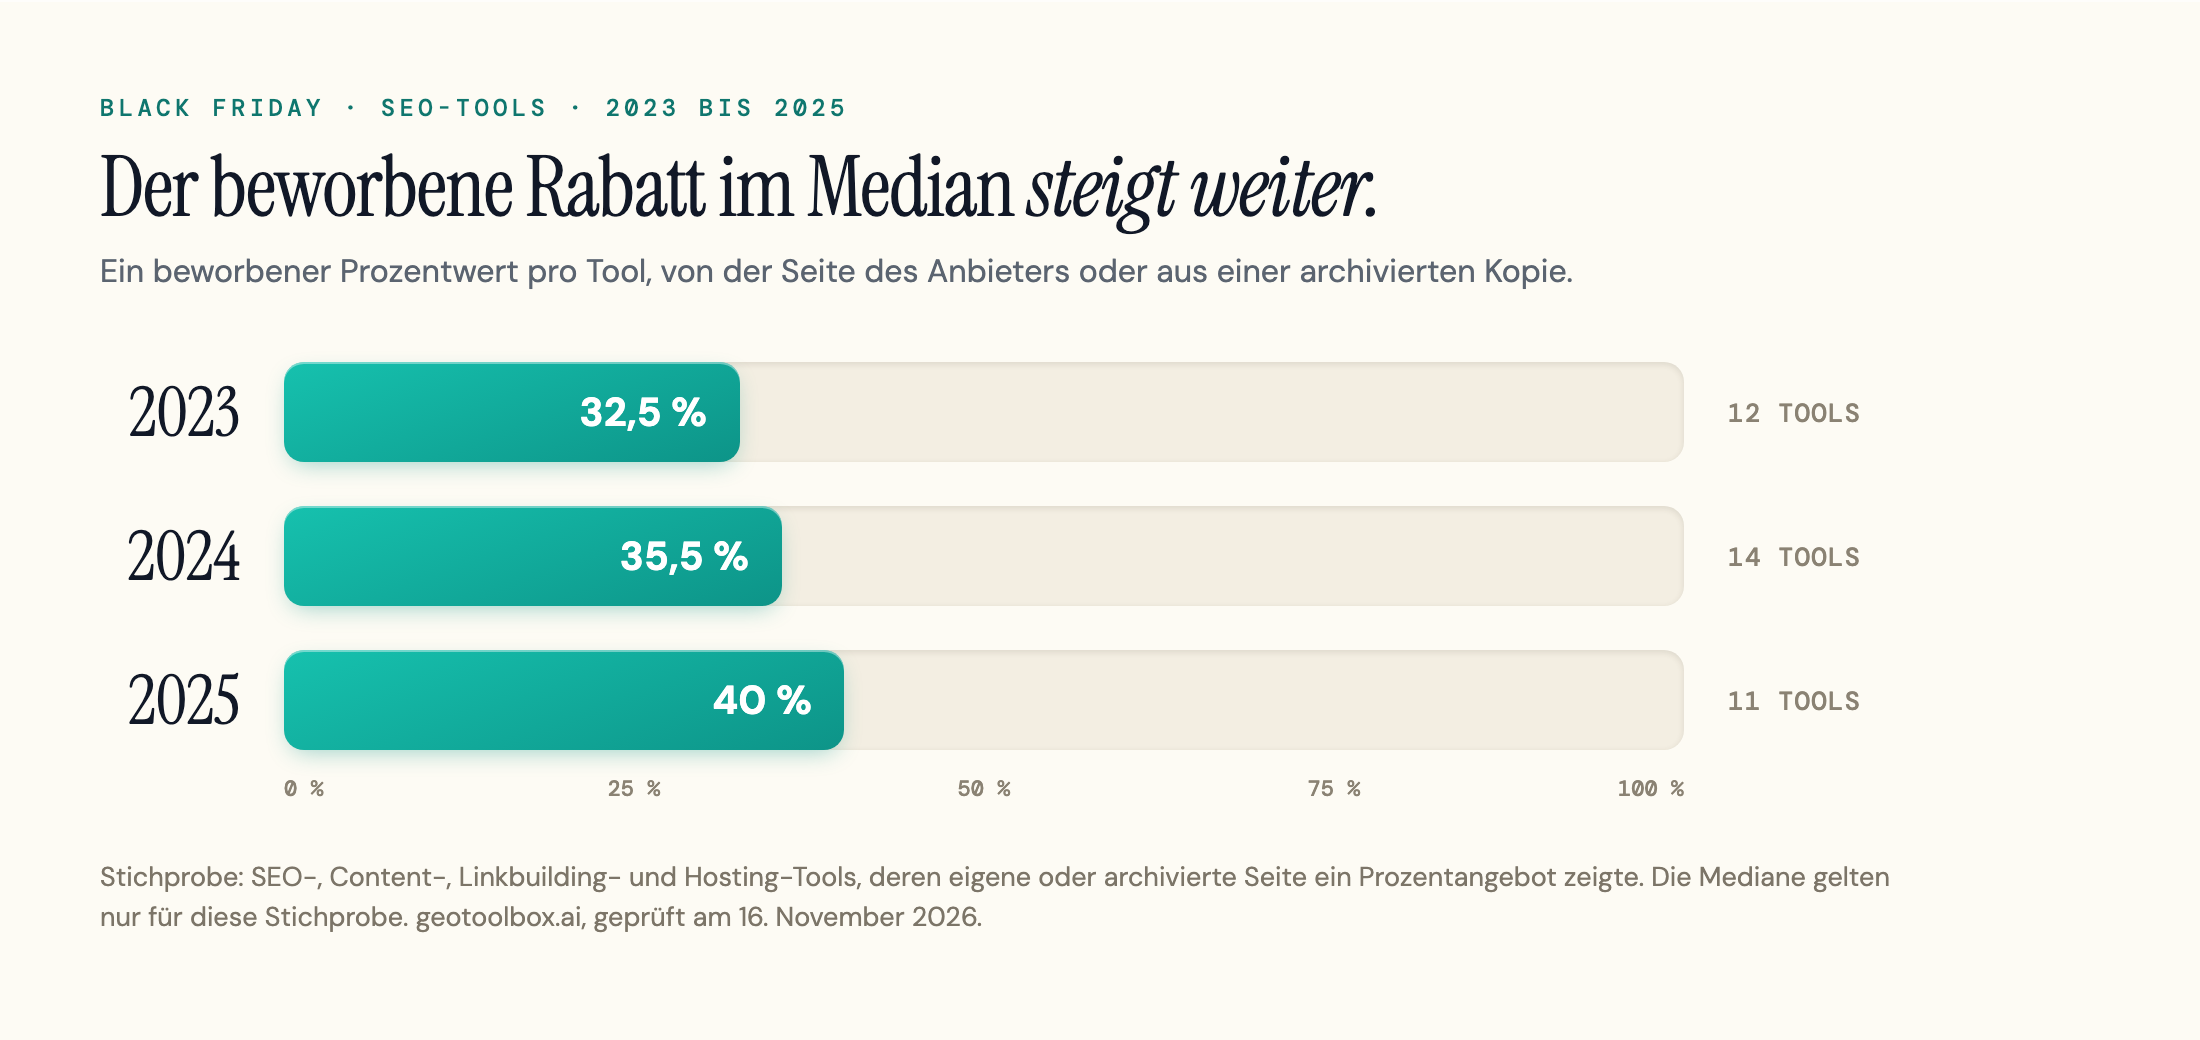 BLACK FRIDAY · SEO-TOOLS · 2023 BIS 2025
Der beworbene Rabatt im Median steigt weiter.
Ein beworbener Prozentwert pro Tool, von der Seite des Anbieters oder aus einer archivierten Kopie.
2023 32,5 % 12 TOOLS
2024 35,5 % 14 TOOLS
2025 40 % 11 TOOLS
0 % 25 % 50 % 75 % 100 %
Stichprobe: SEO-, Content-, Linkbuilding- und Hosting-Tools, deren eigene oder archivierte Seite ein Prozentangebot zeigte. Die Mediane gelten
nur für diese Stichprobe. geotoolbox.ai, geprüft am 16. November 2026.